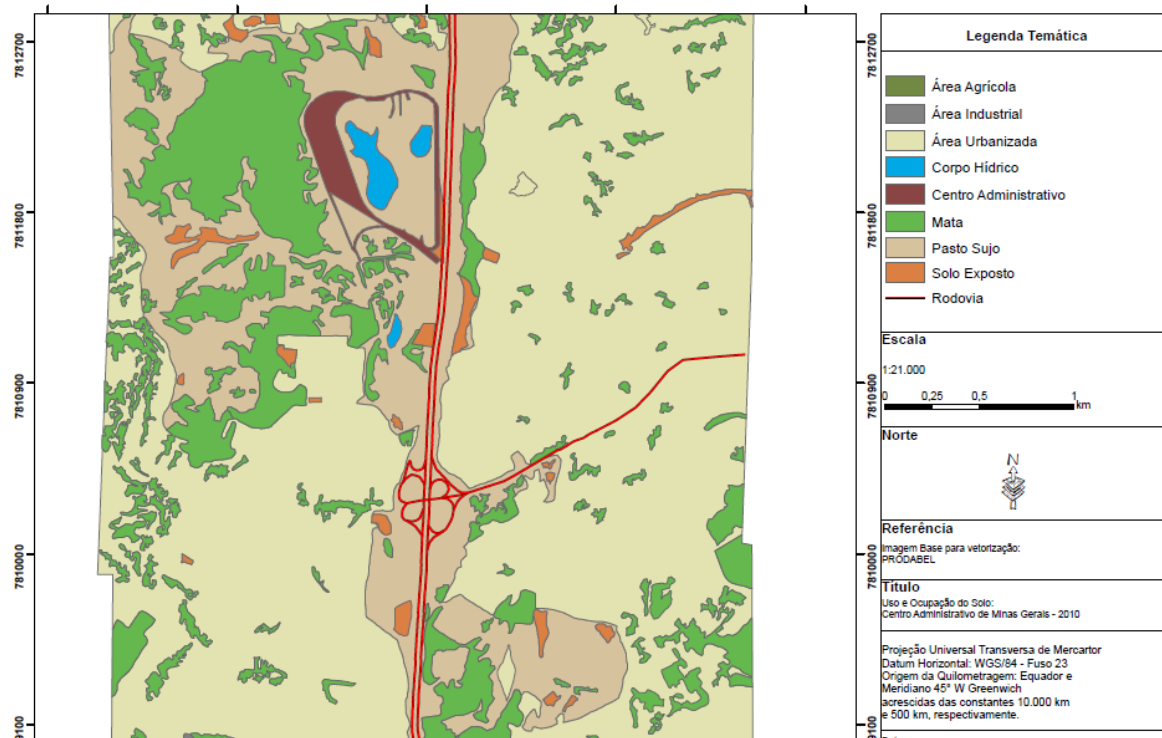 7812700
7811800
7810900
7810000
9100
7812700
7811800
7810900
7810000
9100
Legenda Temática
Área Agrícola
Área Industrial
Área Urbanizada
Corpo Hídrico
Centro Administrativo
Mata
Pasto Sujo
Solo Exposto
Rodovia
Escala
1:21.000
0 0,25 0,5 1
km
Norte
N
Referência
Imagem Base para vetorização:
PRODABEL
Título
Uso e Ocupação do Solo:
Centro Administrativo de Minas Gerais - 2010
Projeção Universal Transversa de Mercartor
Datum Horizontal: WGS/84 - Fuso 23
Origem da Quilometragem: Equador e
Meridiano 45° W Greenwich
acrescidas das constantes 10.000 km
e 500 km, respectivamente.